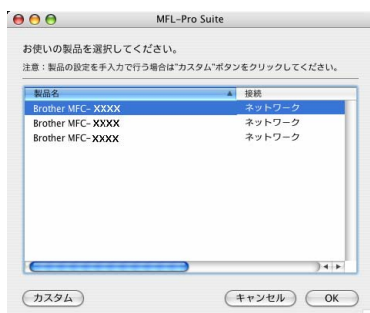 MFL-Pro Suite
お使いの製品を選択してください。
注意：製品の設定を手入力で行う場合は"カスタム"ボタンをクリックしてください。
製品名 接続
Brother MFC- XXXX ネットワーク
Brother MFC- XXXX ネットワーク
Brother MFC- XXXX ネットワーク
カスタム キャンセル OK